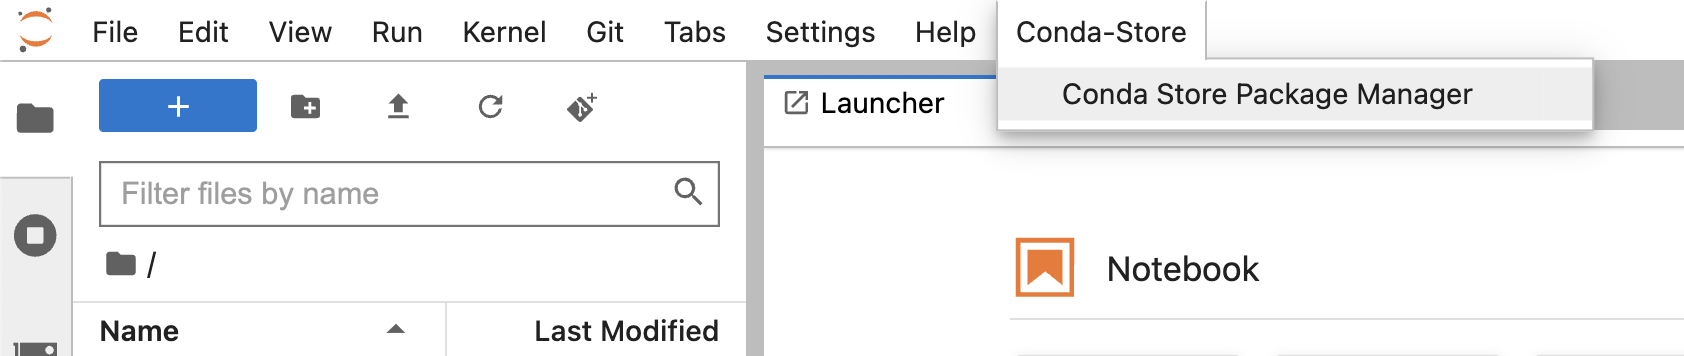 File Edit View Run Kernel Git Tabs Settings Help Conda-Store
Conda Store Package Manager
+
Launcher
Filter files by name
/
Notebook
Name Last Modified